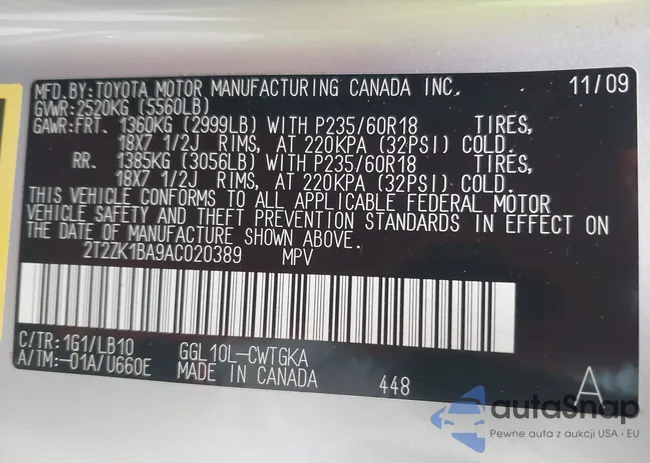 MFD.BY:TOYOTA MOTOR MANUFACTURING CANADA INC. 11/09
GVWR:2520KG (5560LB)
GAWR:FRT. 1360KG (2999LB) WITH P235/60R18 TIRES,
18X7 1/2J RIMS, AT 220KPA (32PSI) COLD.
RR. 1385KG (3056LB) WITH P235/60R18 TIRES,
18X7 1/2J RIMS, AT 220KPA (32PSI) COLD.
THIS VEHICLE CONFORMS TO ALL APPLICABLE FEDERAL MOTOR
VEHICLE SAFETY AND THEFT PREVENTION STANDARDS IN EFFECT ON
THE DATE OF MANUFACTURE SHOWN ABOVE.
2T2ZK1BA9AC020389 MPV
C/TR:1G1/LB10 GGL10L-CWTGKA
A/TM:-01A/U660E MADE IN CANADA 448 A
autaSnap
Pewne auta z aukcji USA i EU